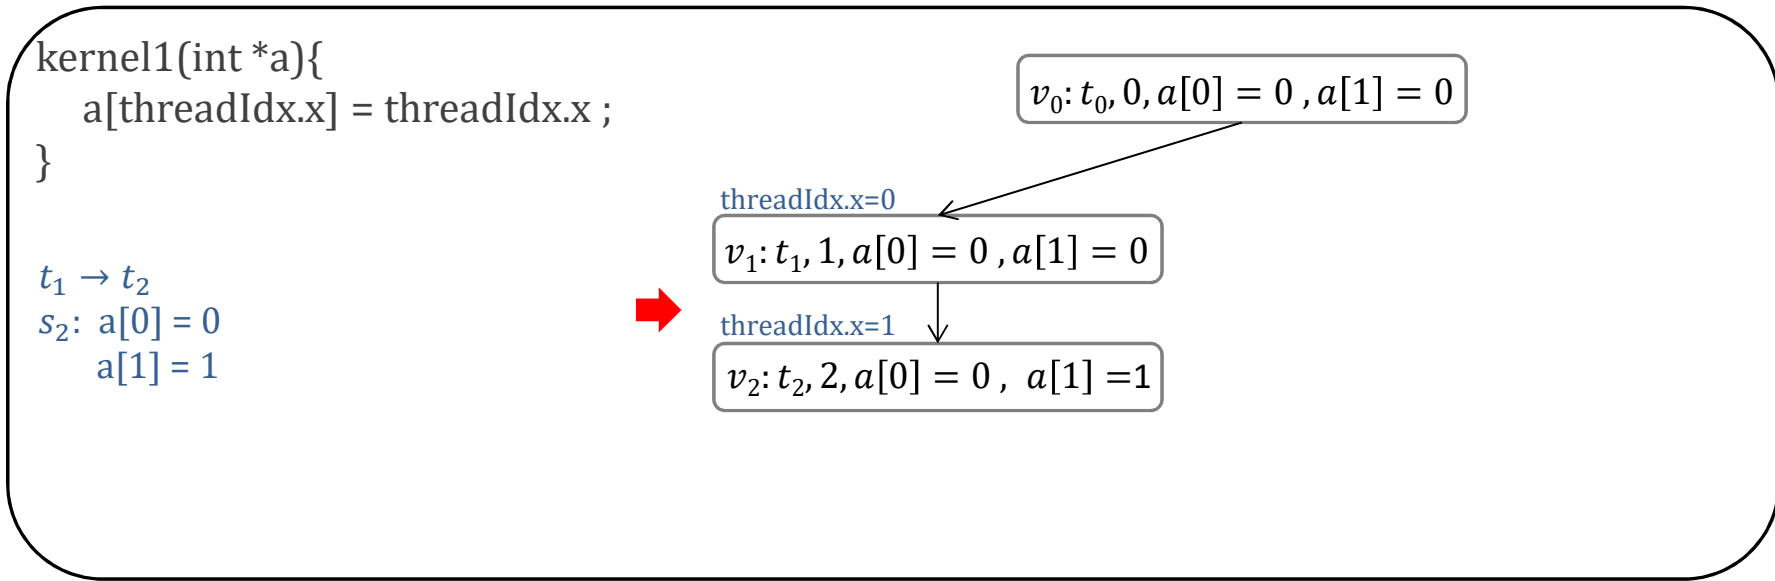 kernel1(int *a){
a[threadIdx.x] = threadIdx.x ;
}
t₁ → t₂
s₂: a[0] = 0
a[1] = 1
v₀: t₀, 0, a[0] = 0 , a[1] = 0
threadIdx.x=0
v₁: t₁, 1, a[0] = 0 , a[1] = 0
threadIdx.x=1
v₂: t₂, 2, a[0] = 0 , a[1] =1